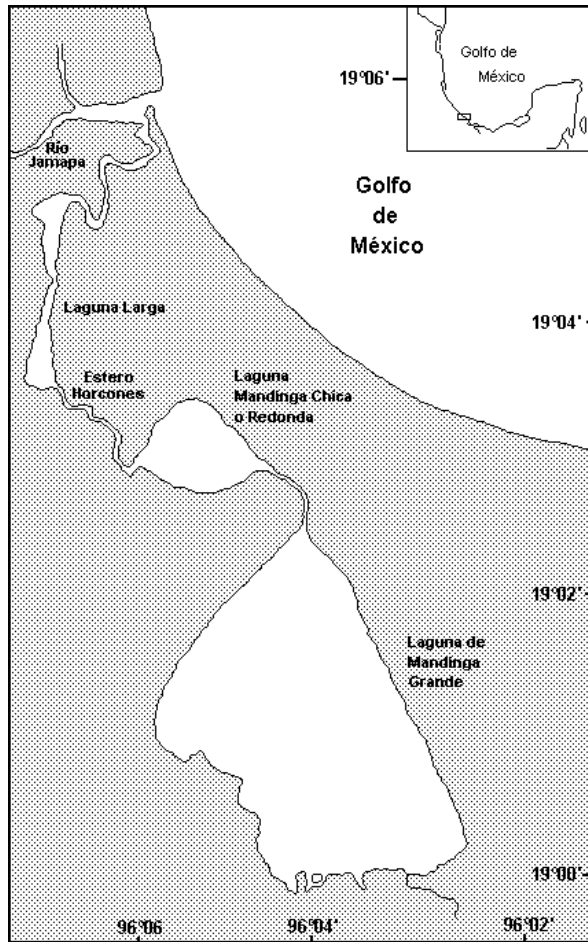 Golfo de
México
19°06'
Río
Jamapa
Golfo
de
México
Laguna Larga
19°04'
Estero
Horcones
Laguna
Mandinga Chica
o Redonda
19°02'
Laguna de
Mandinga
Grande
19°00'
96°06
96°04'
96°02'